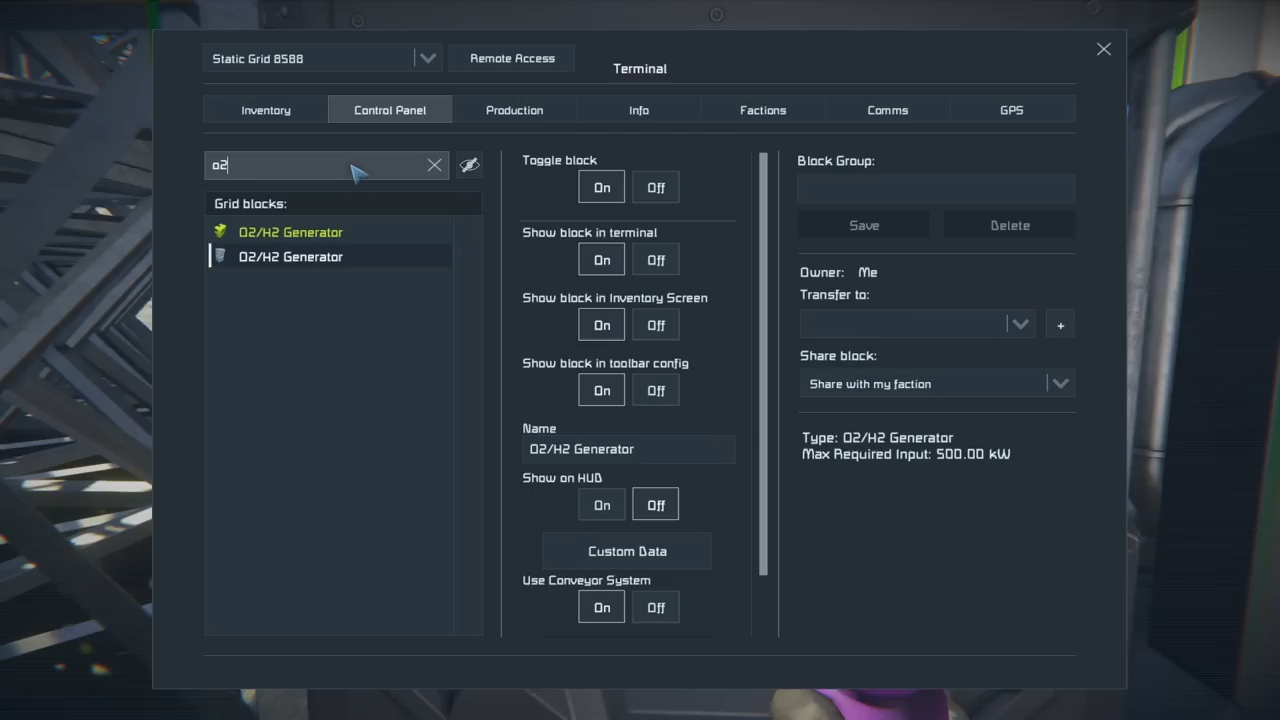 Static Grid 8588
Remote Access
Terminal
Inventory
Control Panel
Production
Info
Factions
Comms
GPS
o2
Grid blocks:
O2/H2 Generator
O2/H2 Generator
Toggle block
On Off
Show block in terminal
On Off
Show block in Inventory Screen
On Off
Show block in toolbar config
On Off
Name
O2/H2 Generator
Show on HUD
On Off
Custom Data
Use Conveyor System
On Off
Block Group:
Save
Delete
Owner: Me
Transfer to:
+
Share block:
Share with my faction
Type: O2/H2 Generator
Max Required Input: 500.00 kW